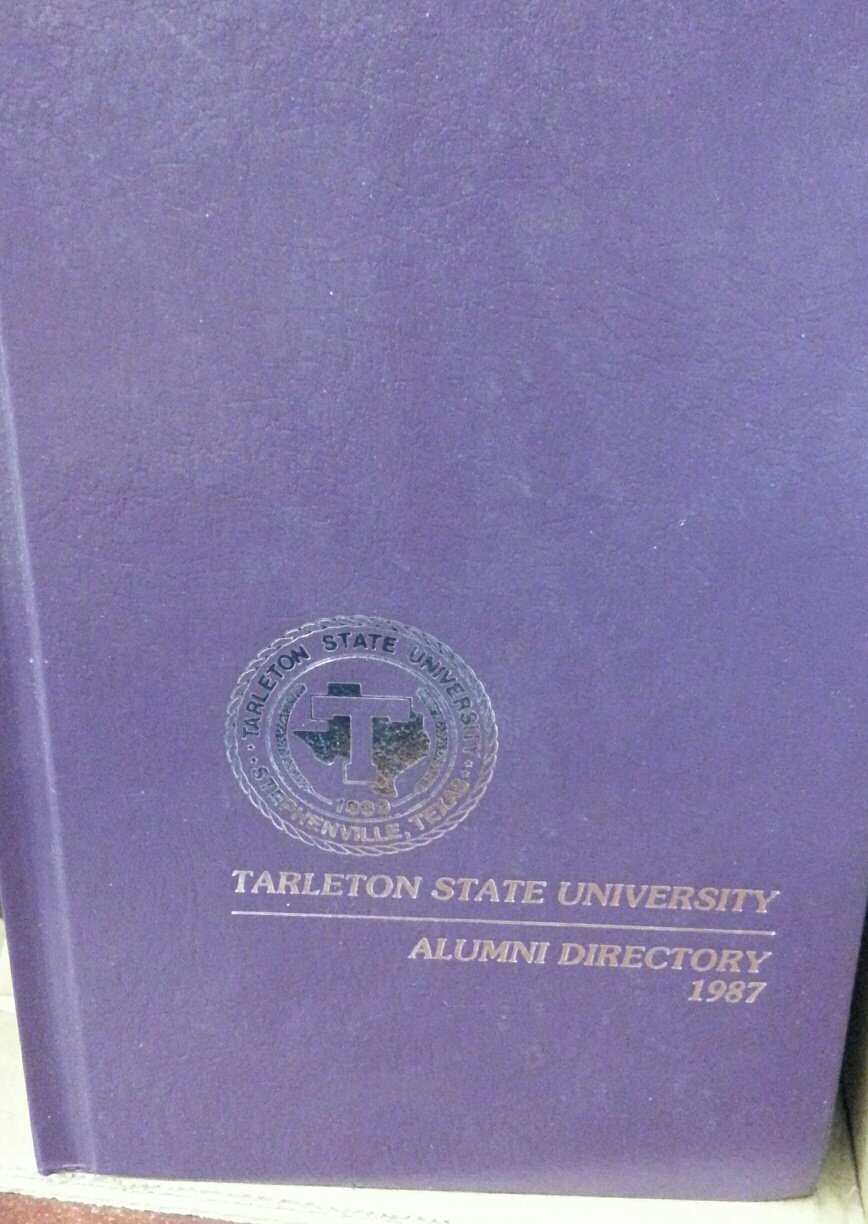 TARLETON STATE UNIVERSITY
STEPHENVILLE, TEXAS
T
1899
TARLETON STATE UNIVERSITY
ALUMNI DIRECTORY
1987